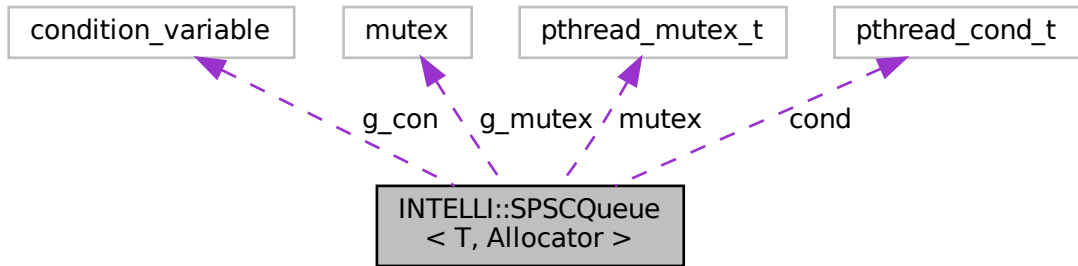 condition_variable
mutex
pthread_mutex_t
pthread_cond_t
g_con
g_mutex
mutex
cond
INTELLI::SPSCQueue
< T, Allocator >